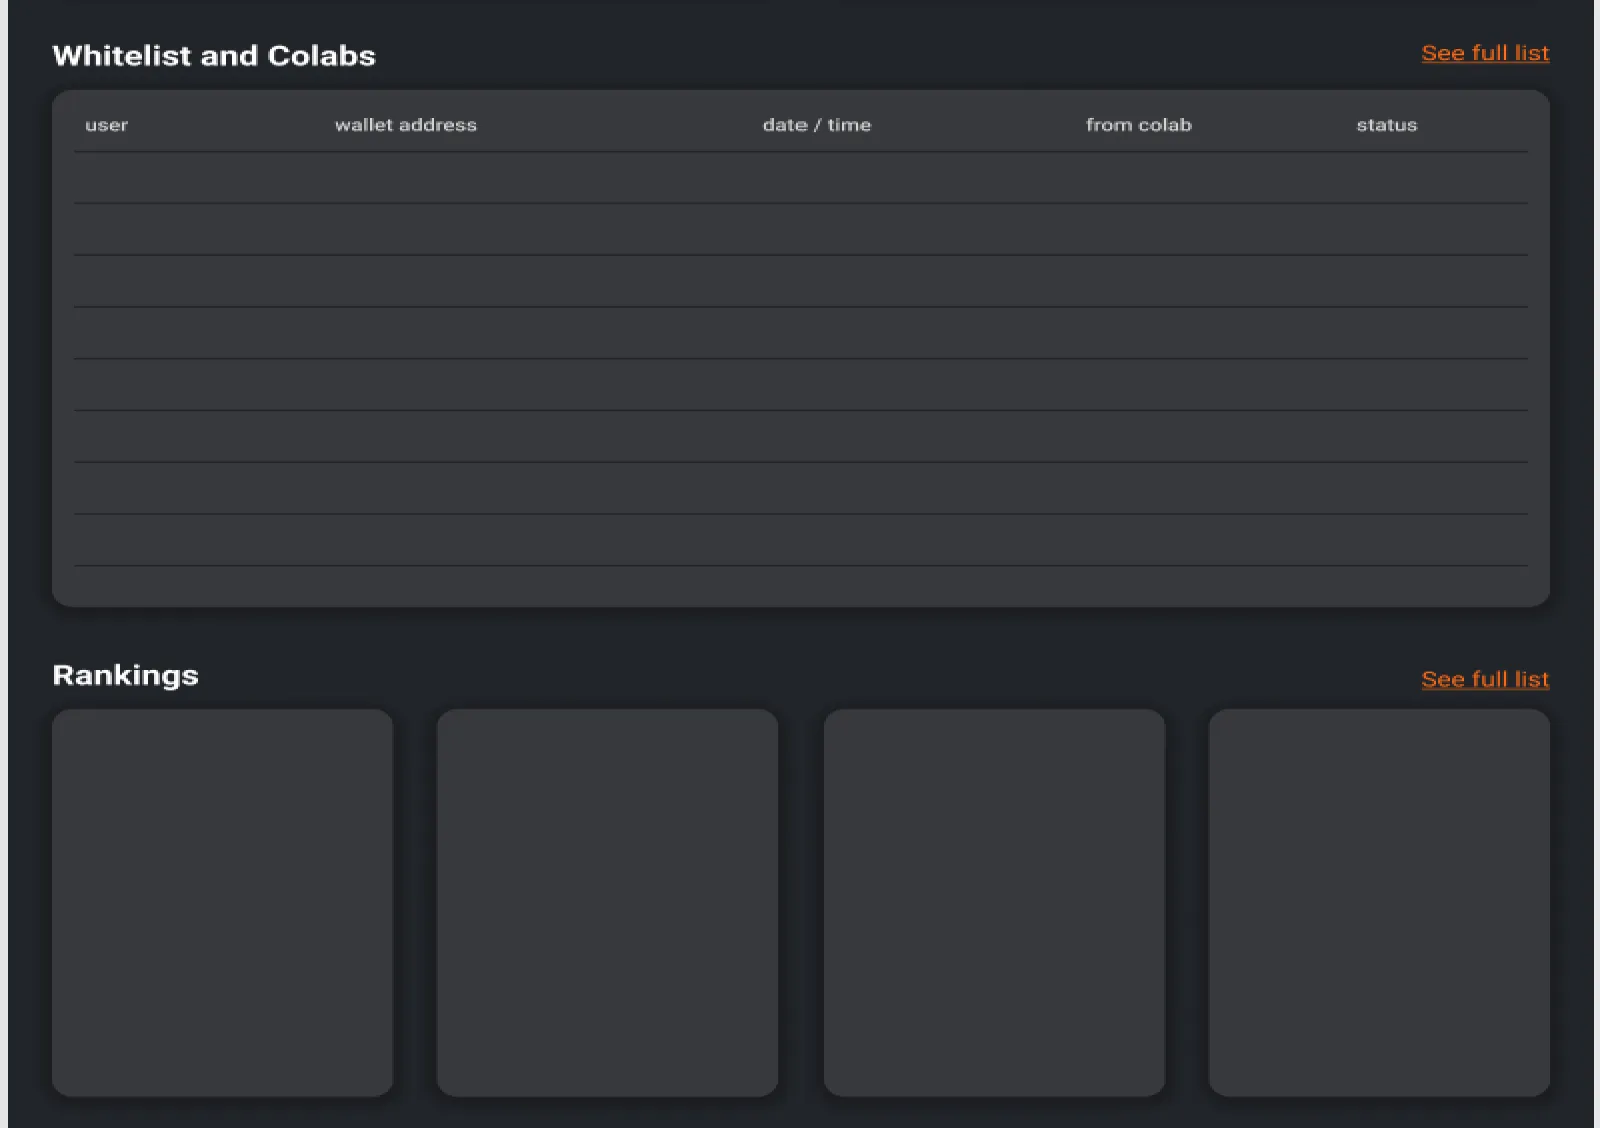 Whitelist and Colabs
See full list
user wallet address date / time from colab status
Rankings
See full list